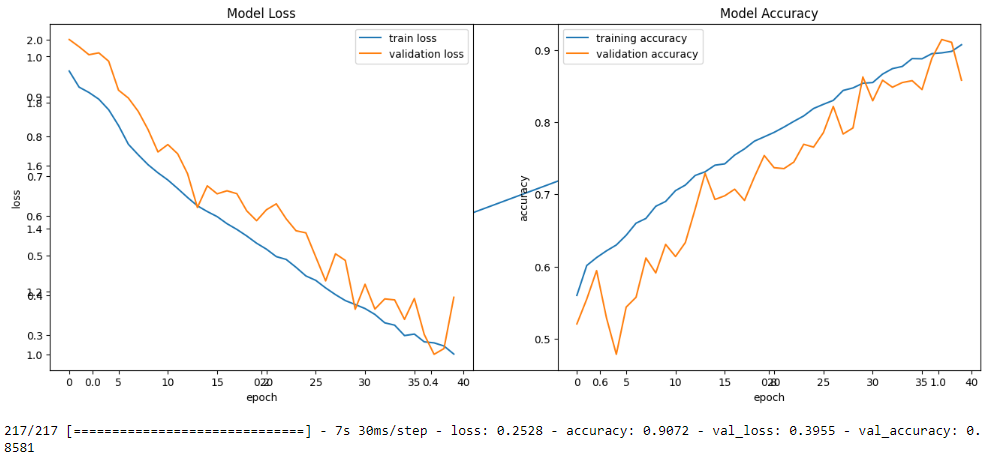 Model Loss
Model Accuracy
train loss
validation loss
training accuracy
validation accuracy
2.0
1.0
0.9
1.8
0.8
1.6
0.7
0.6
1.4
0.5
1.2
0.4
0.3
1.0
loss
0 0.0 5 10 15 0.2 20 25 30 35 0.4 40
epoch
0.9
0.8
0.7
0.6
0.5
accuracy
0 0.6 5 10 15 0.8 20 25 30 35 1.0 40
epoch
217/217 [==============================] - 7s 30ms/step - loss: 0.2528 - accuracy: 0.9072 - val_loss: 0.3955 - val_accuracy: 0.
8581